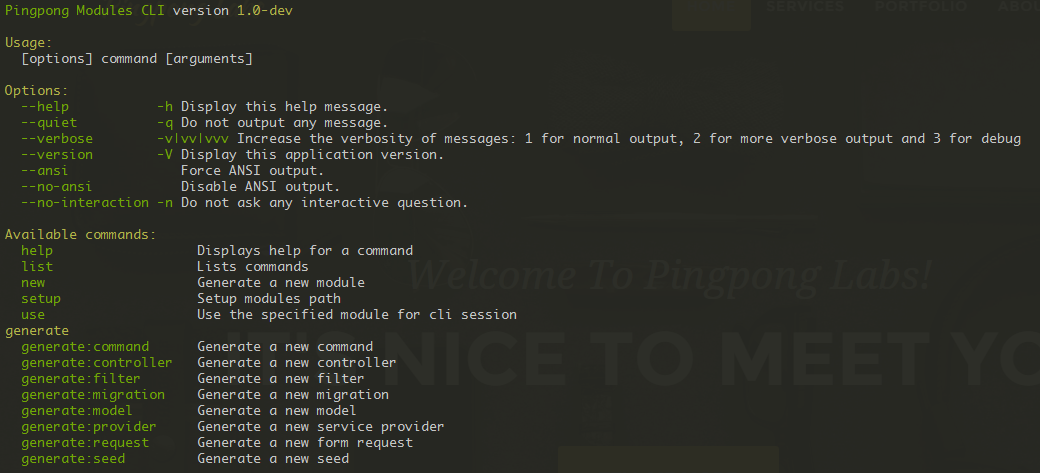 SERVICES PORTFOLIO ABOU
Pingpong Modules CLI version 1.0-dev
Usage:
[options] command [arguments]
Options:
--help -h Display this help message.
--quiet -q Do not output any message.
--verbose -v|vv|vvv Increase the verbosity of messages: 1 for normal output, 2 for more verbose output and 3 for debug
--version -V Display this application version.
--ansi Force ANSI output.
--no-ansi Disable ANSI output.
--no-interaction -n Do not ask any interactive question.
Available commands:
help Displays help for a command
list Lists commands
Welcome To Pingpong Labs!
new Generate a new module
setup Setup modules path
use Use the specified module for cli session
generate
IT'S NICE TO MEET YO
generate:command Generate a new command
generate:controller Generate a new controller
generate:filter Generate a new filter
generate:migration Generate a new migration
generate:model Generate a new model
generate:provider Generate a new service provider
generate:request Generate a new form request
generate:seed Generate a new seed